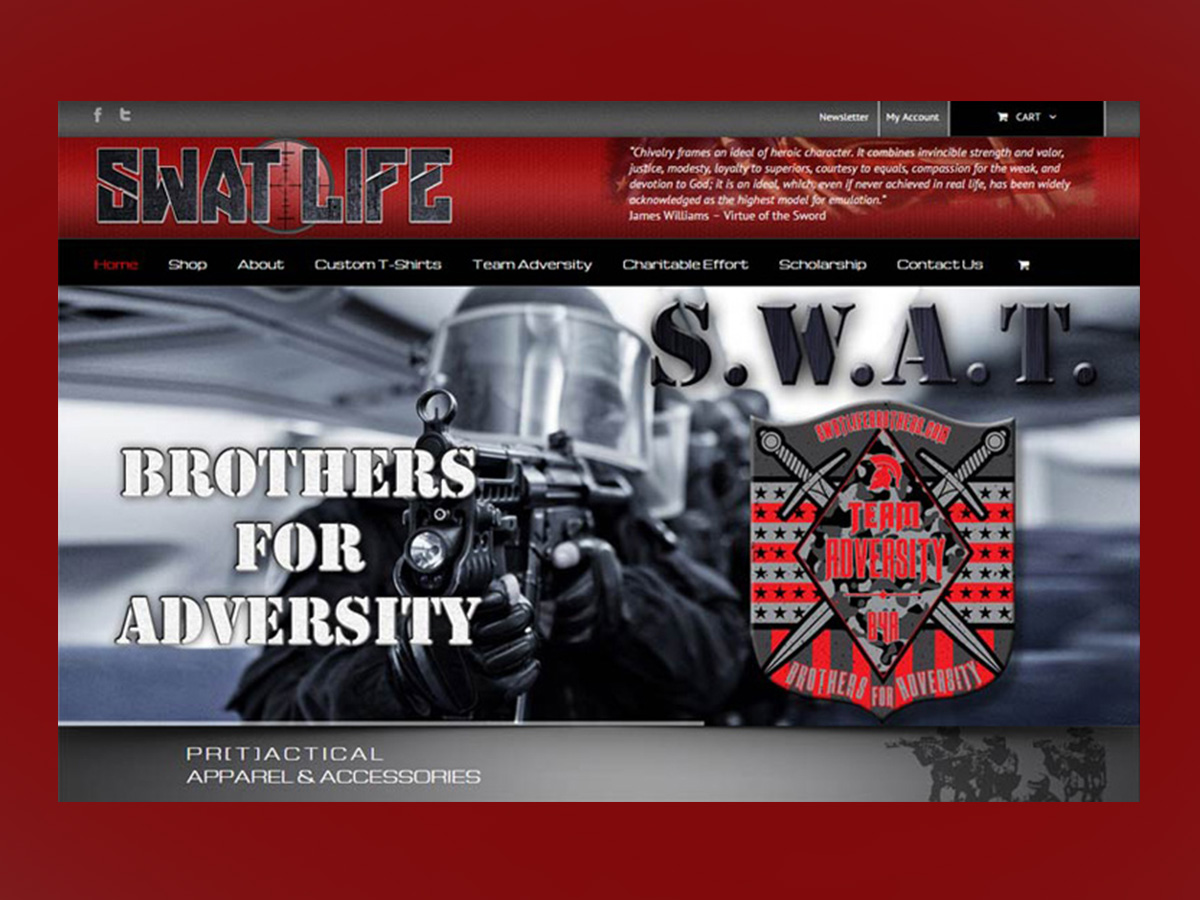 f t
Newsletter My Account CART
SWAT LIFE
"Chivalry frames an ideal of heroic character. It combines invincible strength and valor,
justice, modesty, loyalty to superiors, courtesy to equals, compassion for the weak, and
devotion to God; it is an ideal, which, even if never achieved in real life, has been widely
acknowledged as the highest model for emulation."
James Williams – Virtue of the Sword
Home Shop About Custom T-Shirts Team Adversity Charitable Effort Scholarship Contact Us
S.W.A.T.
BROTHERS
FOR
ADVERSITY
SWATLIFEBROTHERS.COM
TEAM
ADVERSITY
B4A
BROTHERS FOR ADVERSITY
PR[T]ACTICAL
APPAREL & ACCESSORIES